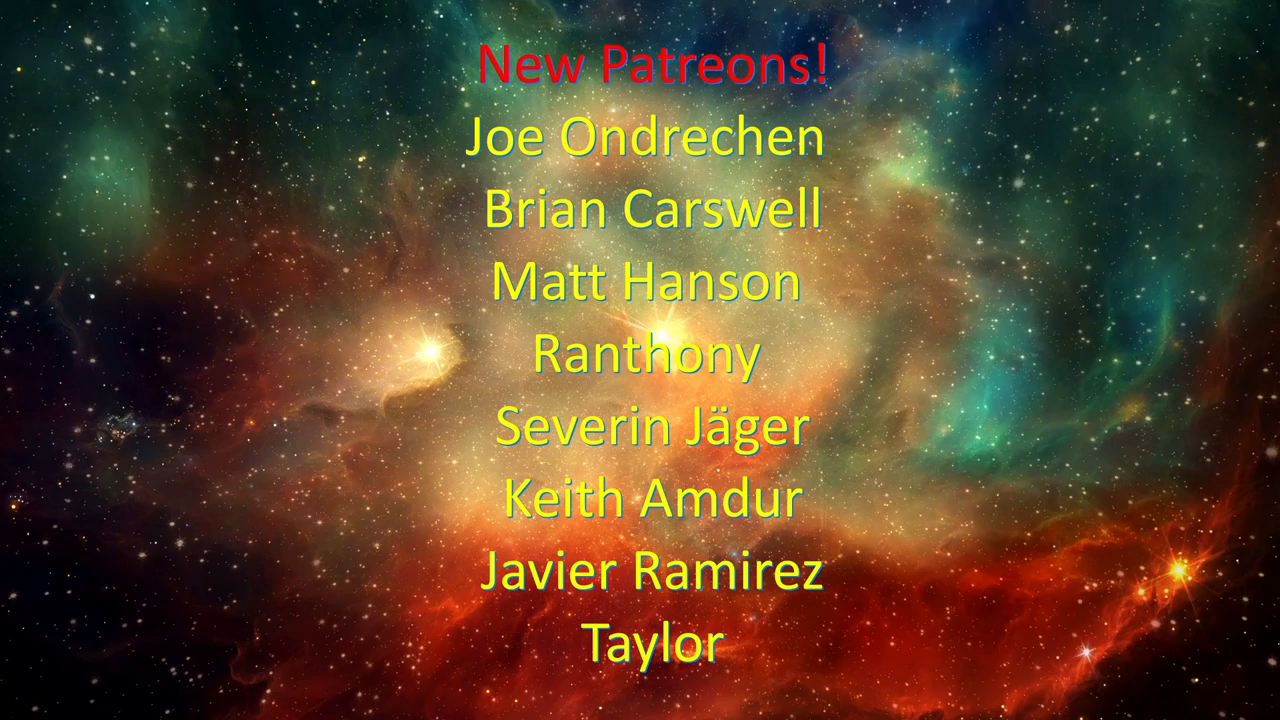 New Patreons!
Joe Ondrechen
Brian Carswell
Matt Hanson
Ranthony
Severin Jäger
Keith Amdur
Javier Ramirez
Taylor